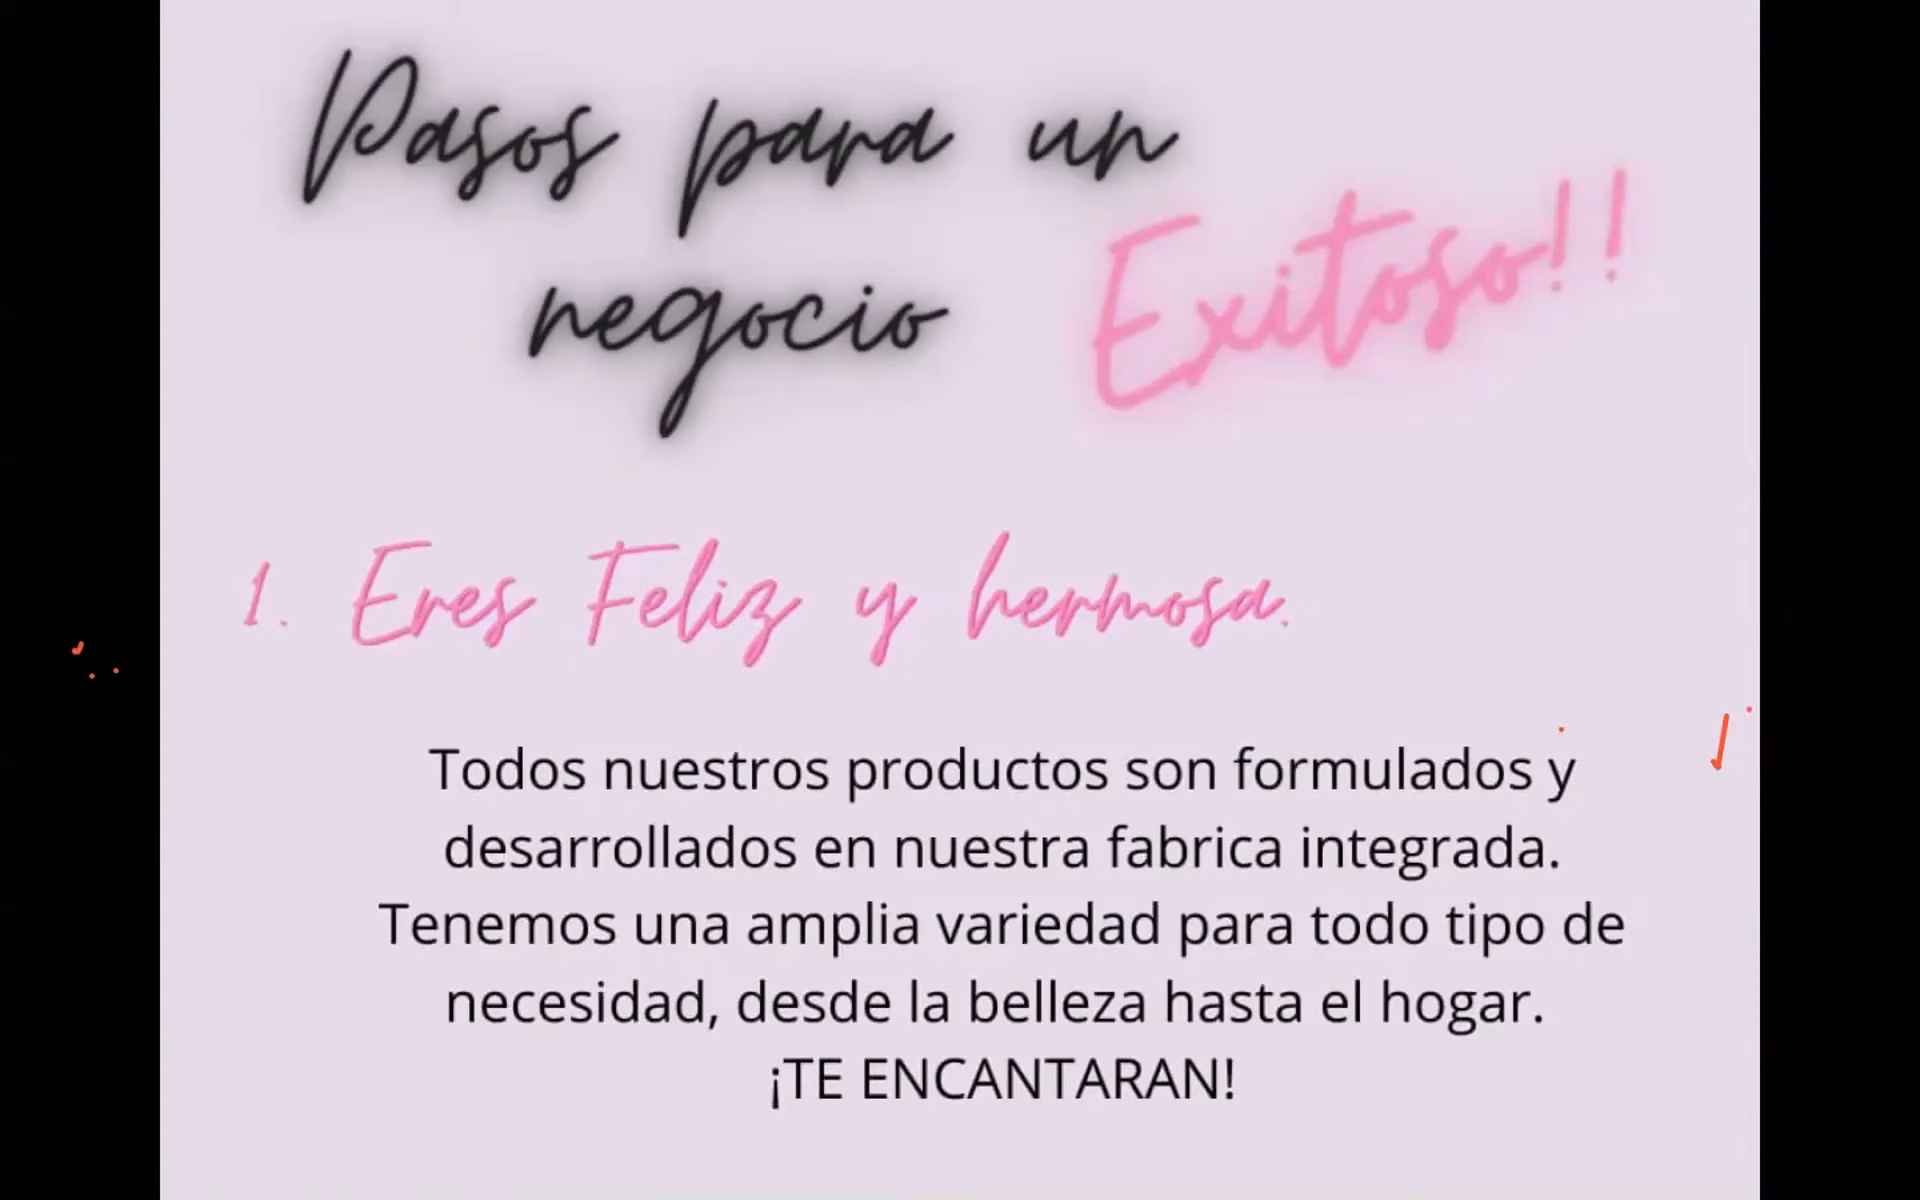 Pasos para un
negocio Exitoso!!
1. Eres Feliz y hermosa.
Todos nuestros productos son formulados y
desarrollados en nuestra fabrica integrada.
Tenemos una amplia variedad para todo tipo de
necesidad, desde la belleza hasta el hogar.
¡TE ENCANTARAN!